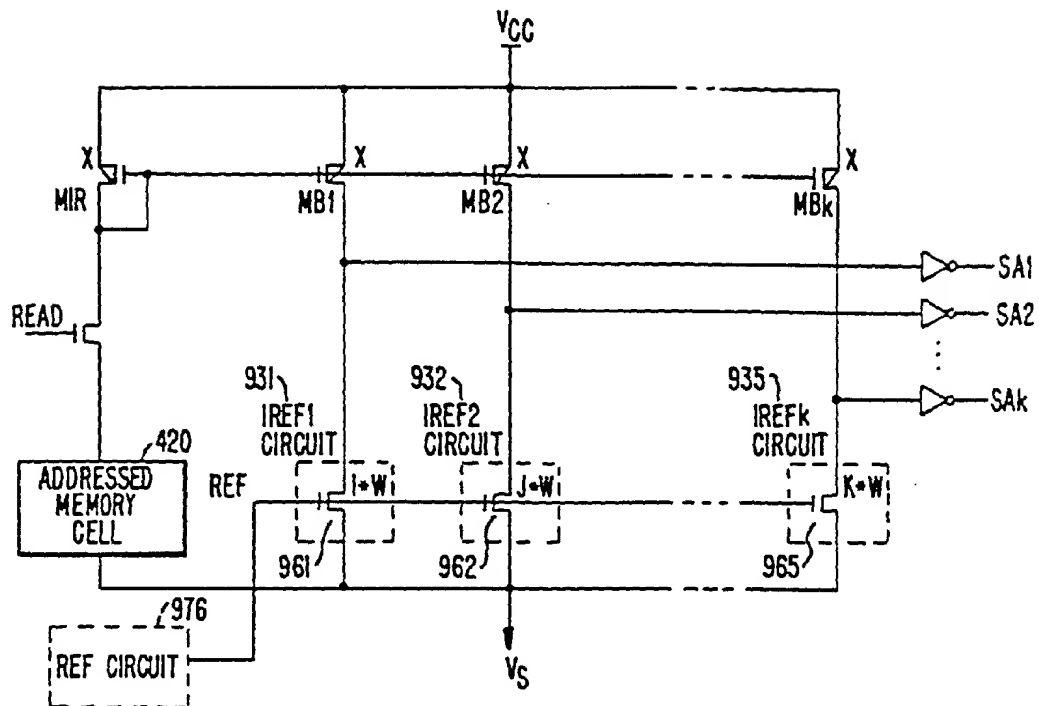 VCC
X
X
X
X
MIR
MB1
MB2
MBk
SA1
READ
SA2
931
932
935
IREF1
CIRCUIT
IREF2
CIRCUIT
IREFk
CIRCUIT
SAk
420
ADDRESSED
MEMORY
CELL
REF
I*W
J*W
K*W
961
962
965
976
REF CIRCUIT
VS